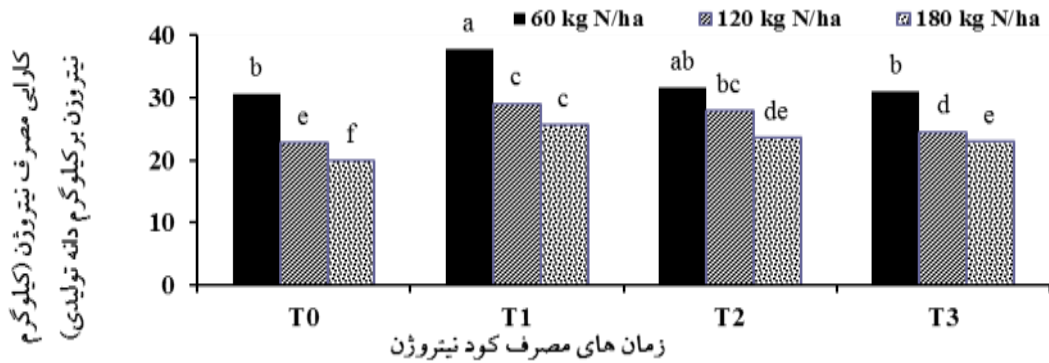 60 kg N/ha 120 kg N/ha 180 kg N/ha
کارایی مصرف نیتروژن (کیلوگرم
نیتروزن بر کیلوگرم دانه تولیدی)
40
30
20
10
0
b e f
a c c
ab bc de
b d e
T0 T1 T2 T3
زمان های مصرف کود نیتروژن